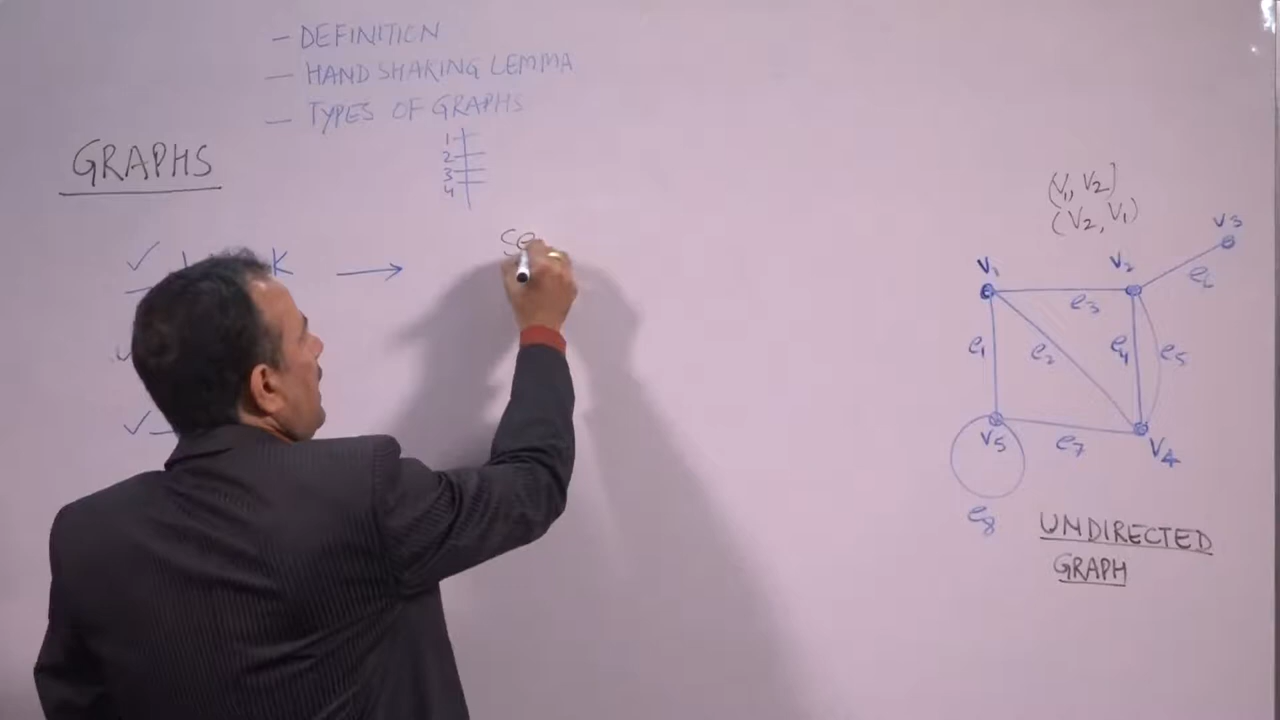 – DEFINITION
– HAND SHAKING LEMMA
– TYPES OF GRAPHS
1
2
3
4
GRAPHS
K
Se
(V₁, V₂]
(V₂, V₁)
V₁
V₂
V₃
e₃
e₆
e₁
e₂
e₄
e₅
V₅
e₇
V₄
e₈
UNDIRECTED
GRAPH